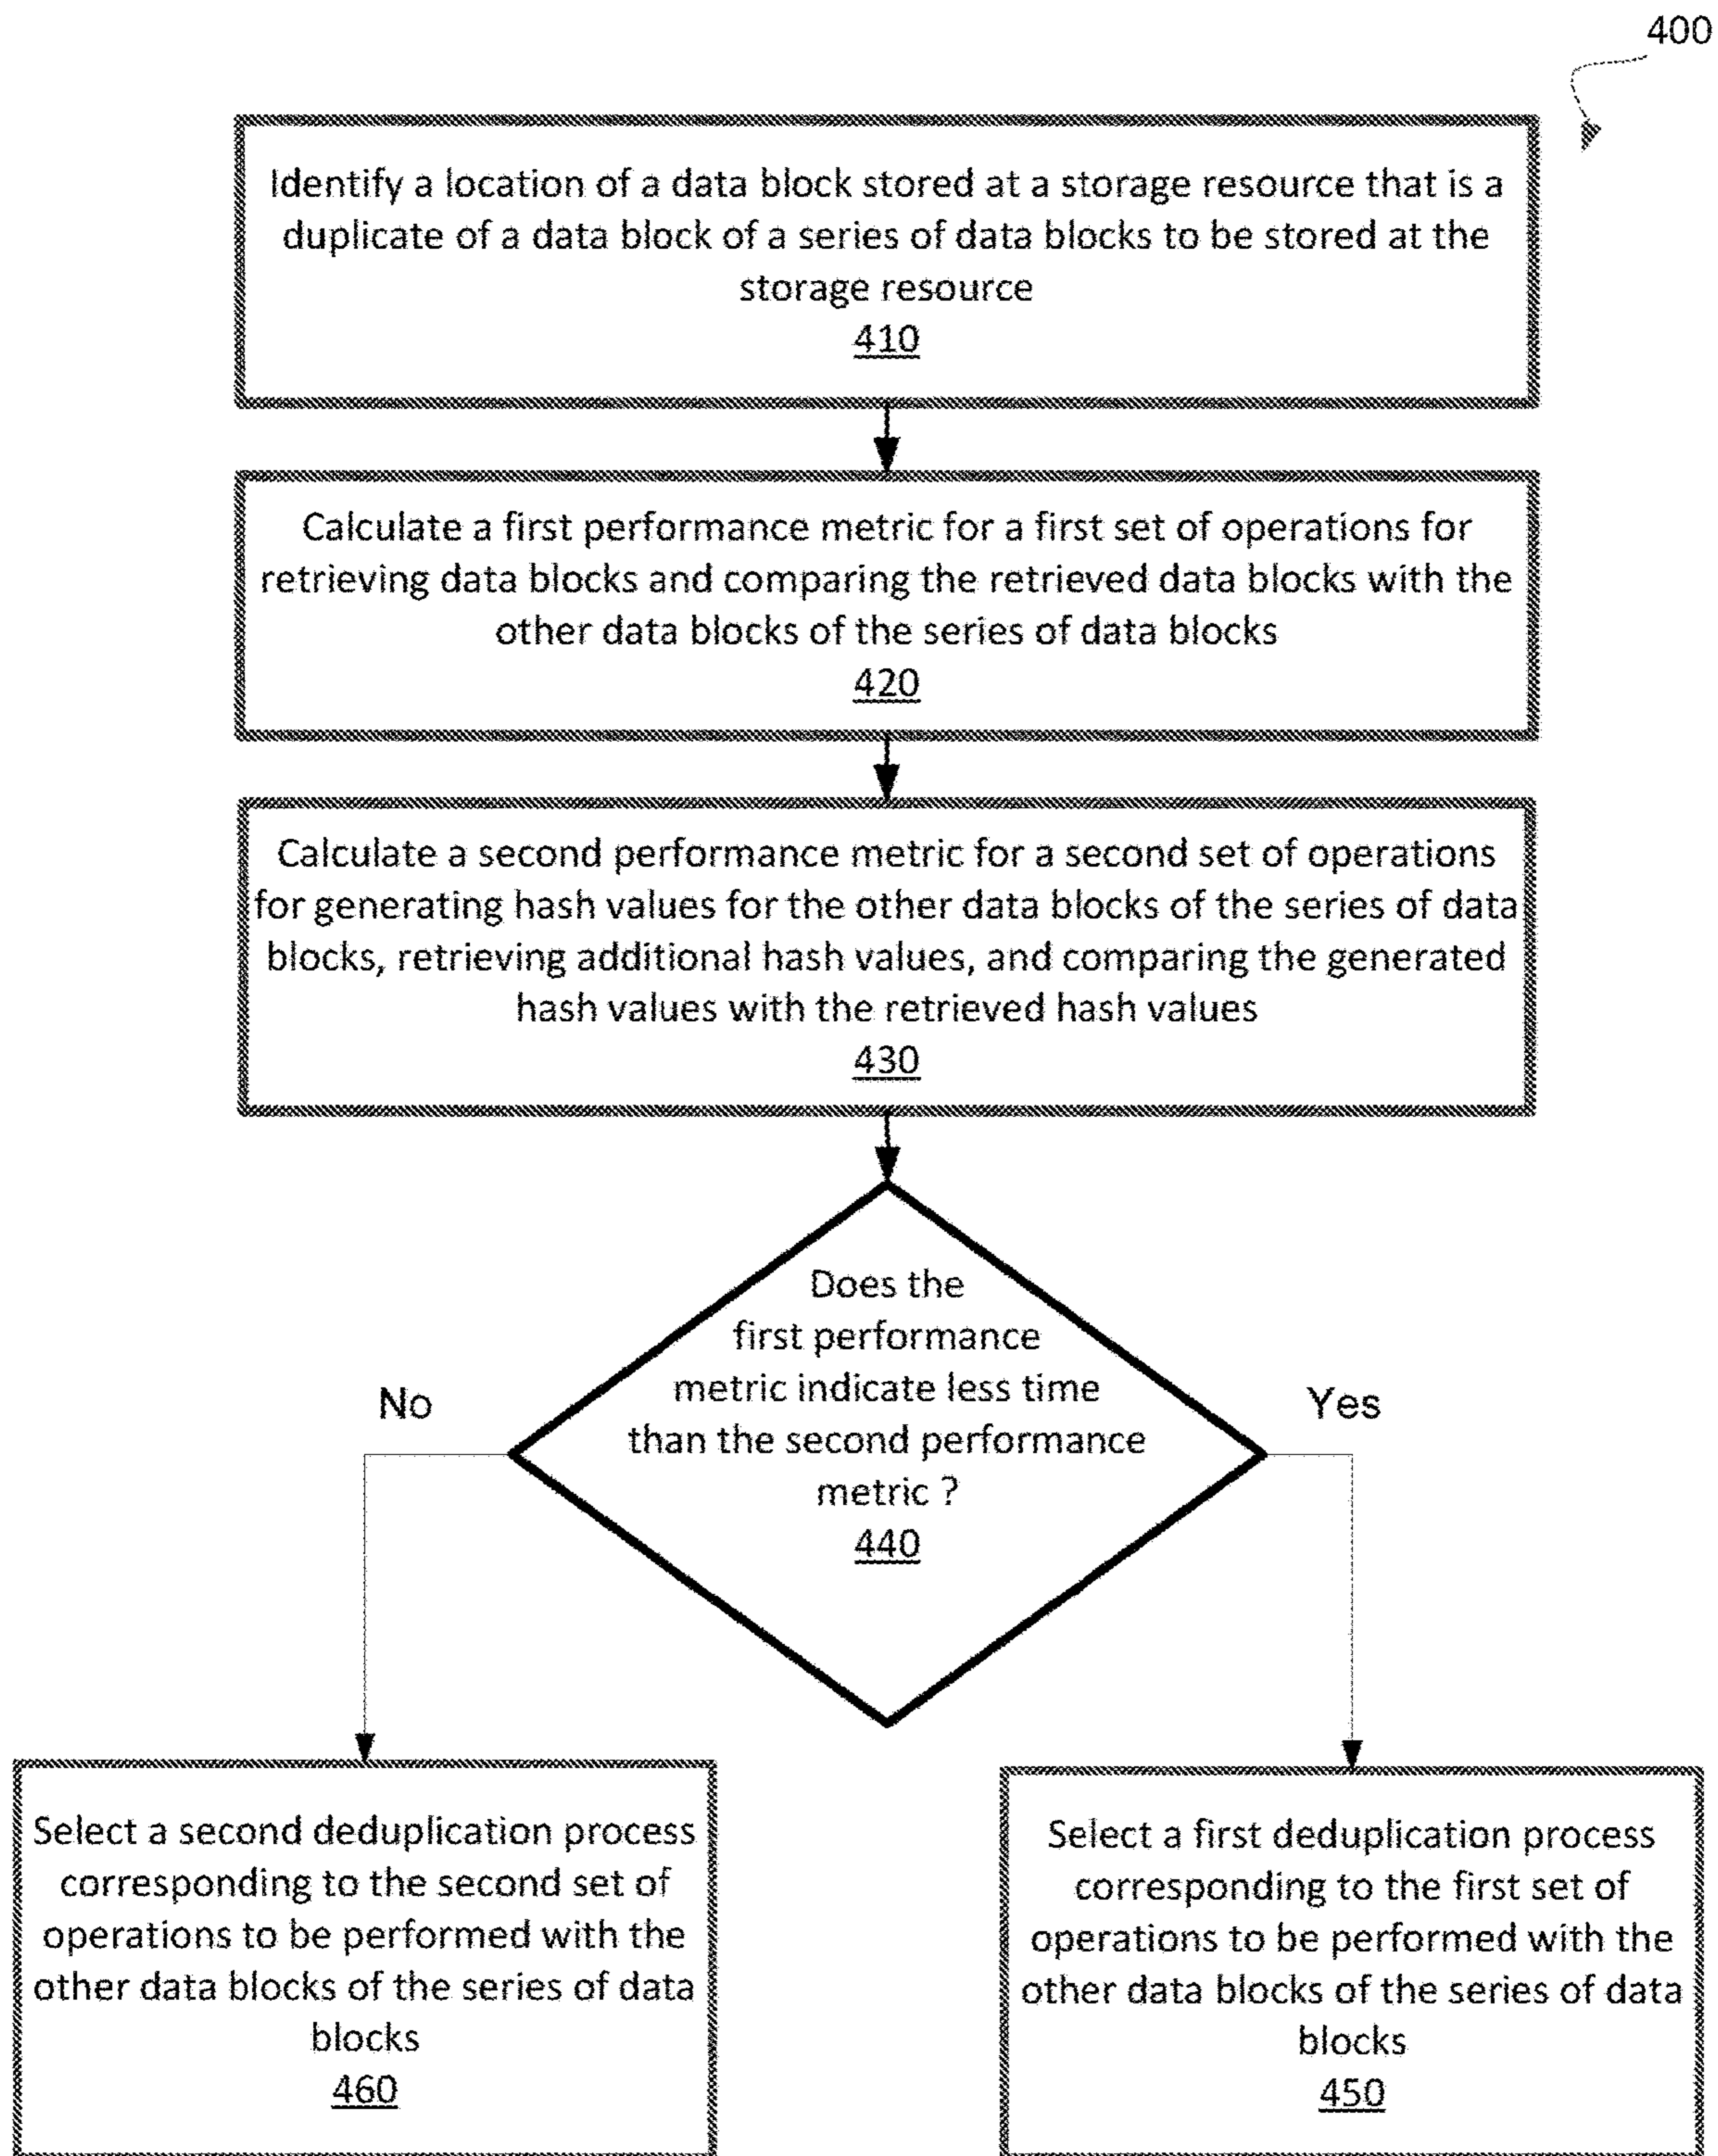 400
Identify a location of a data block stored at a storage resource that is a
duplicate of a data block of a series of data blocks to be stored at the
storage resource
410
Calculate a first performance metric for a first set of operations for
retrieving data blocks and comparing the retrieved data blocks with the
other data blocks of the series of data blocks
420
Calculate a second performance metric for a second set of operations
for generating hash values for the other data blocks of the series of data
blocks, retrieving additional hash values, and comparing the generated
hash values with the retrieved hash values
430
Does the
first performance
metric indicate less time
than the second performance
metric ?
440
No
Yes
Select a second deduplication process
corresponding to the second set of
operations to be performed with the
other data blocks of the series of data
blocks
460
Select a first deduplication process
corresponding to the first set of
operations to be performed with the
other data blocks of the series of data
blocks
450